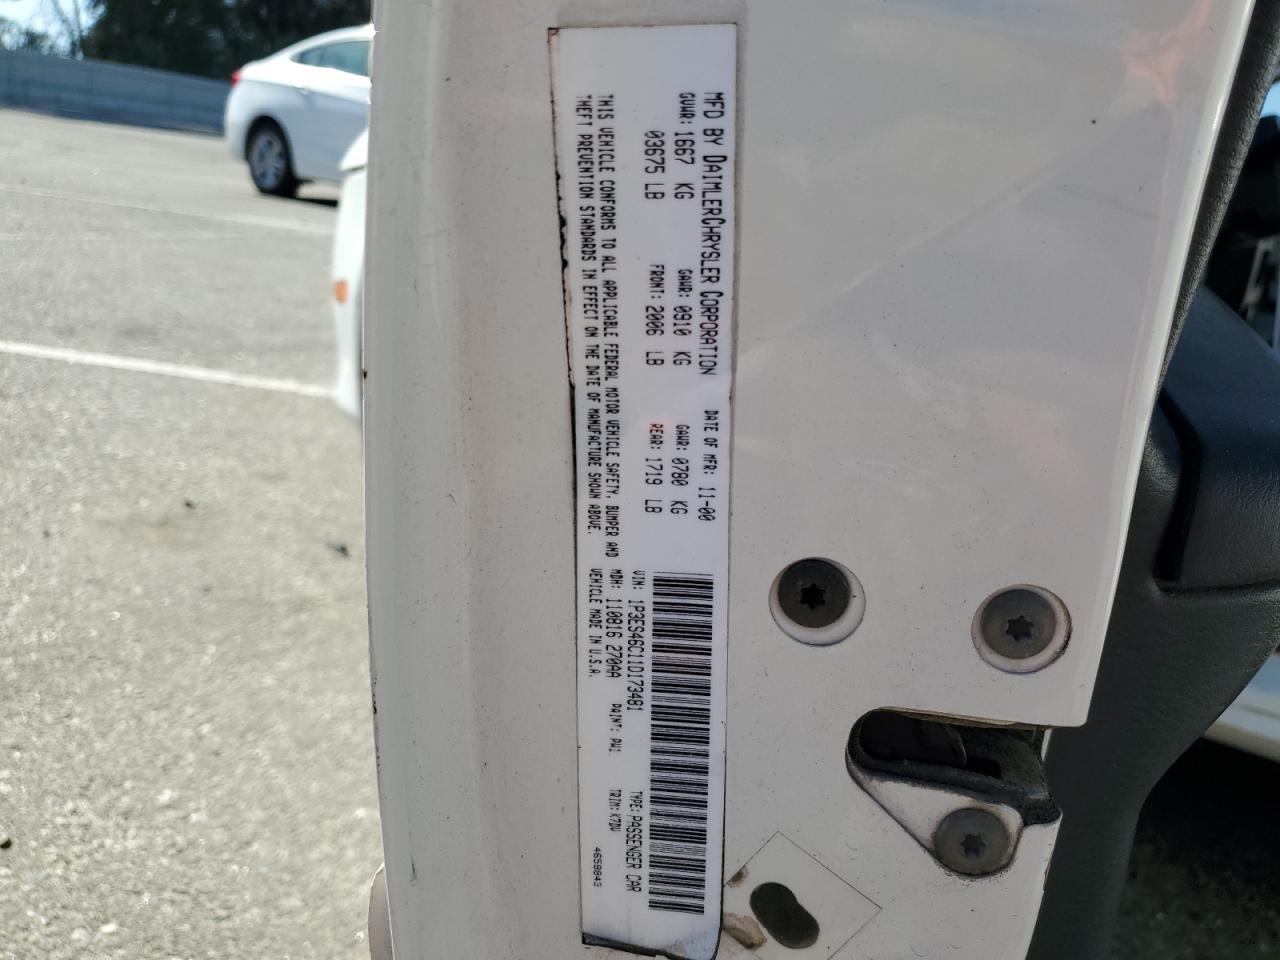 MFD BY DAIMLERCHRYSLER CORPORATION
DATE OF MFR: 11-00
GVWR: 1667 KG
GAWR: 0910 KG
GAWR: 0780 KG
03675 LB
FRONT: 2006 LB
REAR: 1719 LB
THIS VEHICLE CONFORMS TO ALL APPLICABLE FEDERAL MOTOR VEHICLE SAFETY, BUMPER AND
THEFT PREVENTION STANDARDS IN EFFECT ON THE DATE OF MANUFACTURE SHOWN ABOVE.
VIN: 1P3ES46C11D173481
TYPE: PASSENGER CAR
MDH: 110816 270AA
PAINT: PW1
TRIM: K7DV
VEHICLE MADE IN U.S.A.
4658843